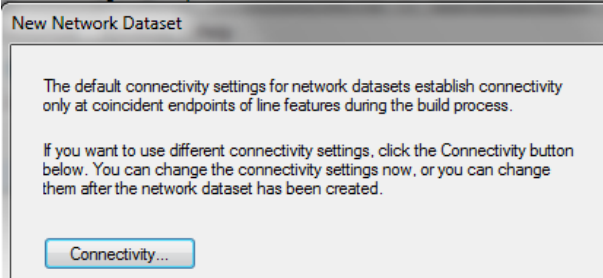 New Network Dataset
The default connectivity settings for network datasets establish connectivity
only at coincident endpoints of line features during the build process.
If you want to use different connectivity settings, click the Connectivity button
below. You can change the connectivity settings now, or you can change
them after the network dataset has been created.
Connectivity...